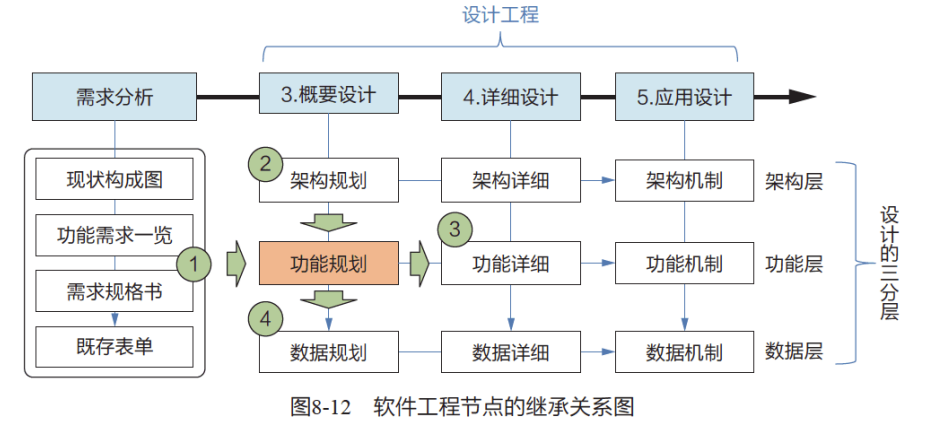 设计工程
需求分析
3.概要设计
4.详细设计
5.应用设计
现状构成图
功能需求一览
需求规格书
既存表单
1
2
架构规划
架构详细
架构机制
架构层
3
功能规划
功能详细
功能机制
功能层
4
数据规划
数据详细
数据机制
数据层
设计的三分层
图8-12 软件工程节点的继承关系图